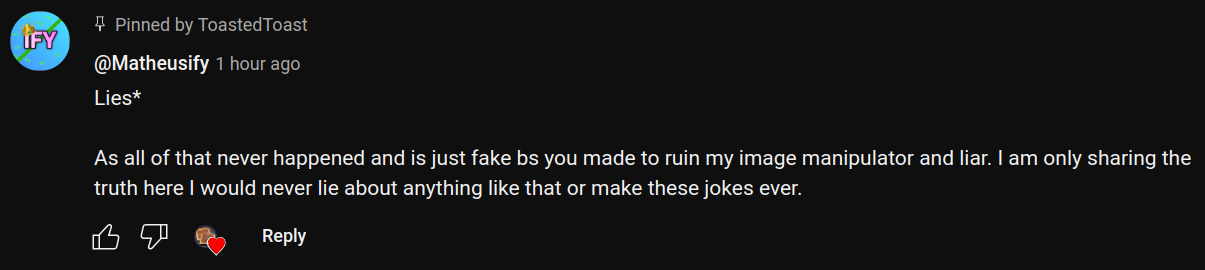 Pinned by ToastedToast
IFY
@Matheusify 1 hour ago
Lies*
As all of that never happened and is just fake bs you made to ruin my image manipulator and liar. I am only sharing the
truth here I would never lie about anything like that or make these jokes ever.
Reply